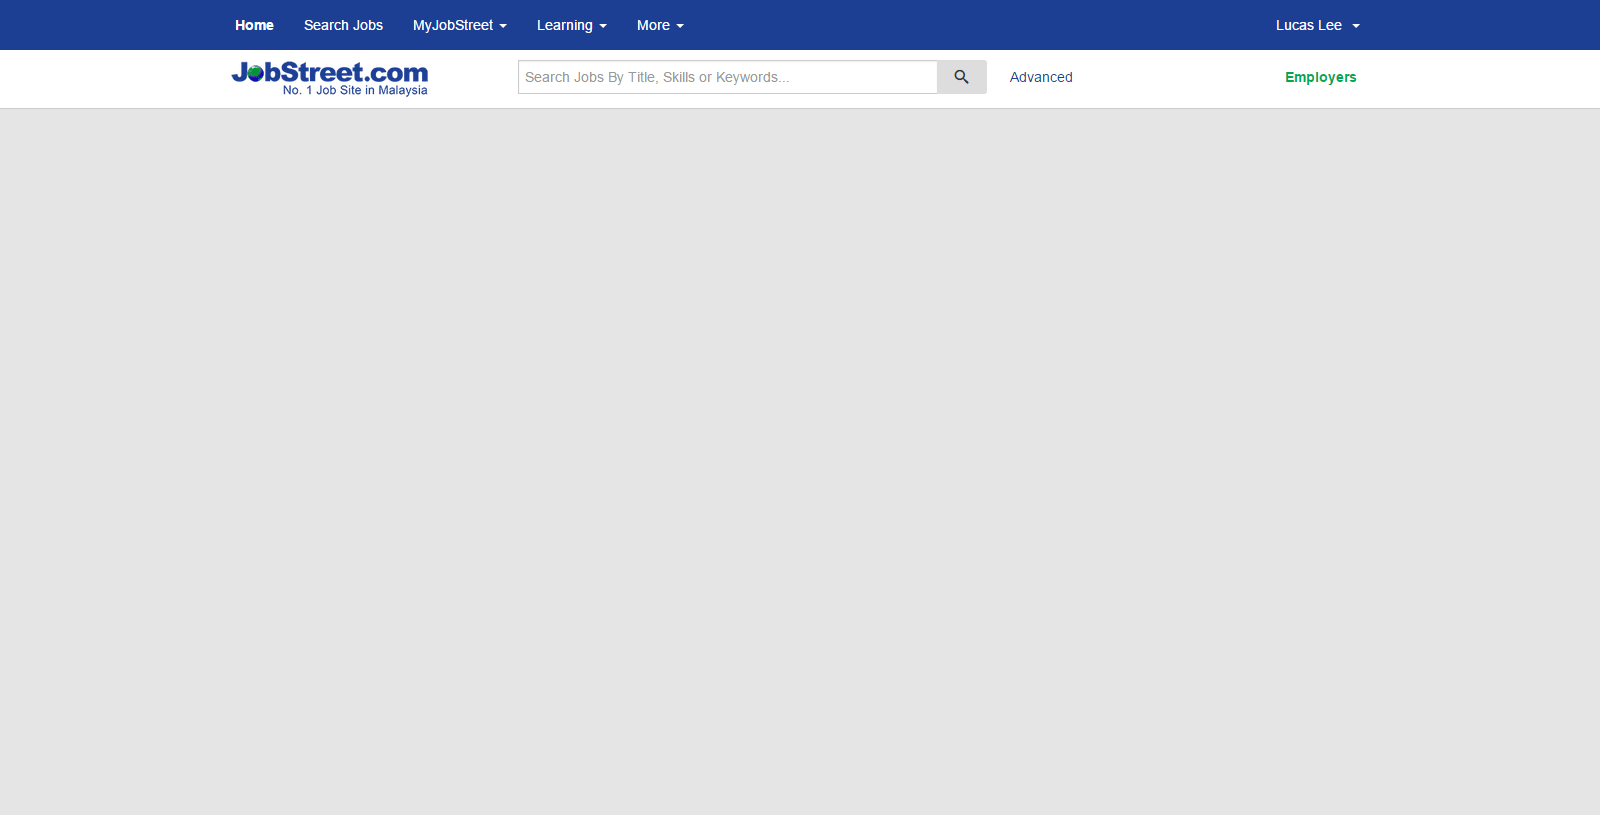 Home Search Jobs MyJobStreet Learning More Lucas Lee
JobStreet.com
No. 1 Job Site in Malaysia
Search Jobs By Title, Skills or Keywords...
Advanced
Employers